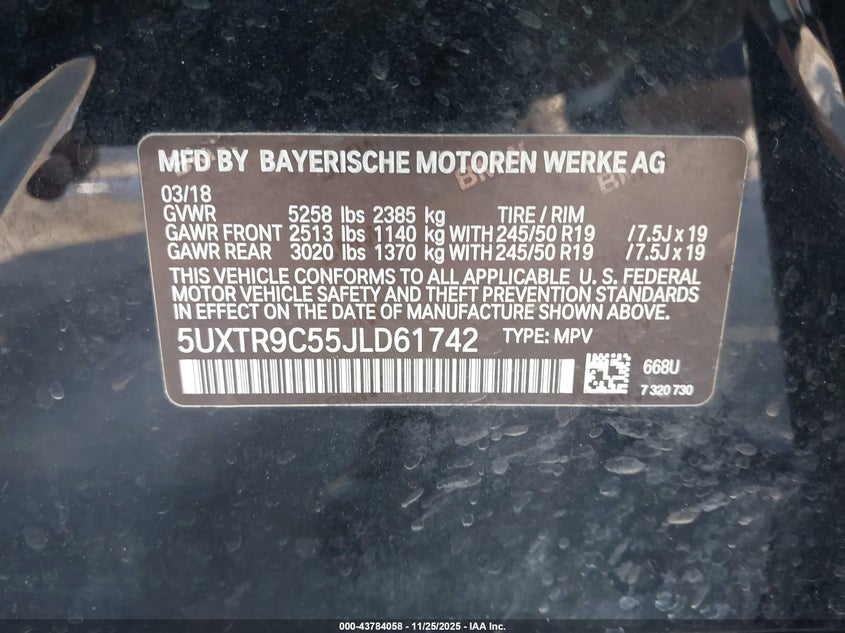 MFD BY BAYERISCHE MOTOREN WERKE AG
03/18
GVWR 5258 lbs 2385 kg TIRE / RIM
GAWR FRONT 2513 lbs 1140 kg WITH 245/50 R19 /7.5J x 19
GAWR REAR 3020 lbs 1370 kg WITH 245/50 R19 /7.5J x 19
THIS VEHICLE CONFORMS TO ALL APPLICABLE U. S. FEDERAL
MOTOR VEHICLE SAFETY AND THEFT PREVENTION STANDARDS
IN EFFECT ON THE DATE OF MANUFACTURE SHOWN ABOVE.
5UXTR9C55JLD61742 TYPE: MPV
668U
7 320 730
000-43784058 - 11/25/2025 - IAA Inc.